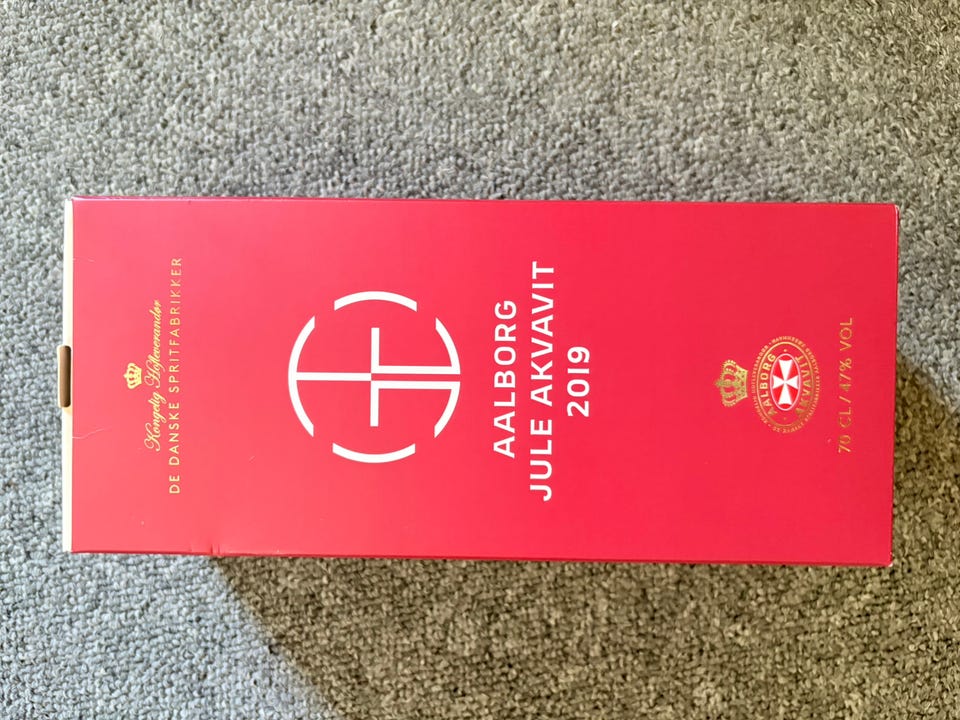 Kongelig Hofleverandør
DE DANSKE SPRITFABRIKKER
AALBORG
JULE AKVAVIT
2019
AALBORG
AKVAVIT
70 CL / 47% VOL